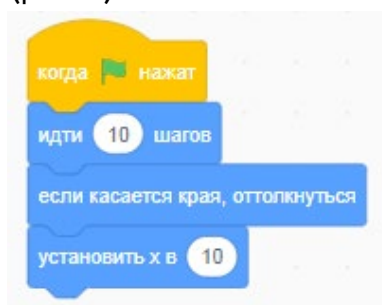 когда нажат
идти 10 шагов
если касается края, оттолкнуться
установить x в 10